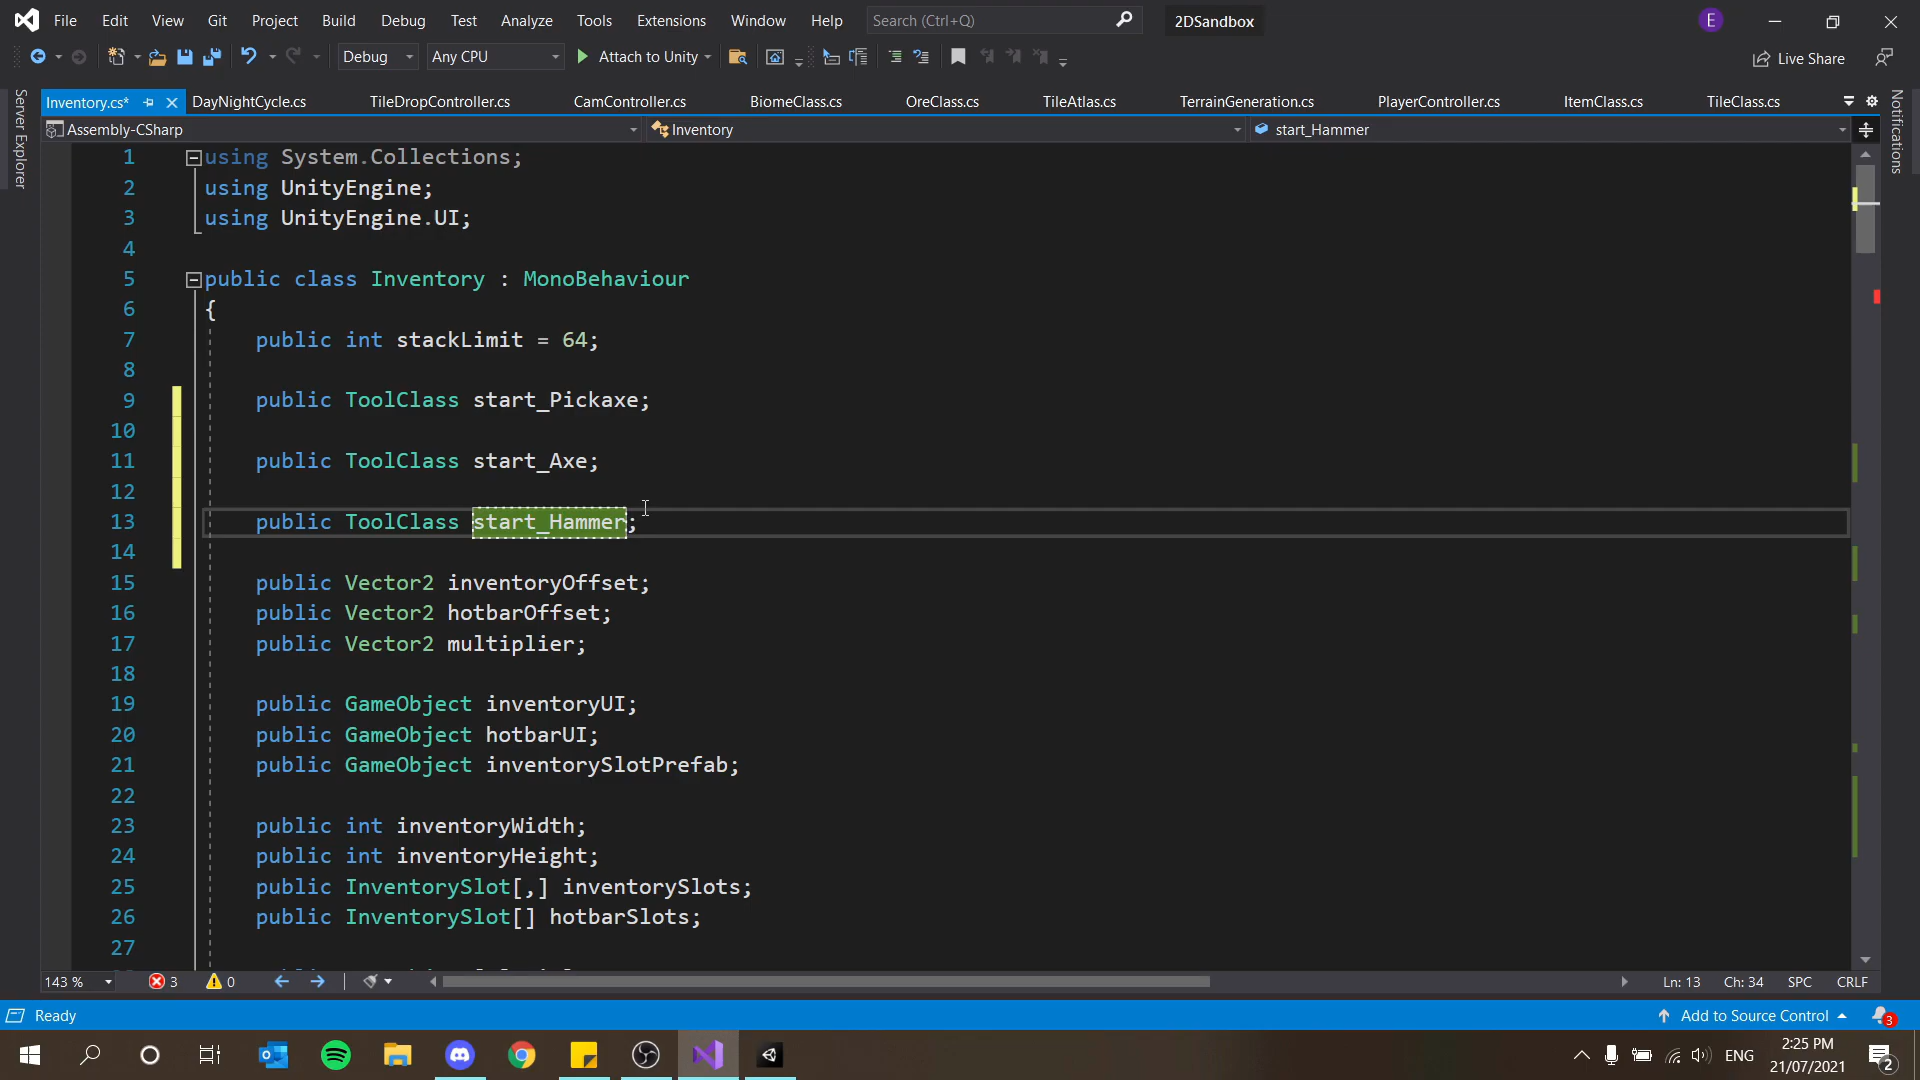 File Edit View Git Project Build Debug Test Analyze Tools Extensions Window Help Search (Ctrl+Q) 2DSandbox E
Debug Any CPU Attach to Unity Live Share
Inventory.cs* DayNightCycle.cs TileDropController.cs CamController.cs BiomeClass.cs OreClass.cs TileAtlas.cs TerrainGeneration.cs PlayerController.cs ItemClass.cs TileClass.cs
Assembly-CSharp Inventory start_Hammer
Server Explorer
Notifications
1 using System.Collections;
2 using UnityEngine;
3 using UnityEngine.UI;
4
5 public class Inventory : MonoBehaviour
6 {
7 public int stackLimit = 64;
8
9 public ToolClass start_Pickaxe;
10
11 public ToolClass start_Axe;
12
13 public ToolClass start_Hammer;
14
15 public Vector2 inventoryOffset;
16 public Vector2 hotbarOffset;
17 public Vector2 multiplier;
18
19 public GameObject inventoryUI;
20 public GameObject hotbarUI;
21 public GameObject inventorySlotPrefab;
22
23 public int inventoryWidth;
24 public int inventoryHeight;
25 public InventorySlot[,] inventorySlots;
26 public InventorySlot[] hotbarSlots;
27
143 % 3 0 Ln: 13 Ch: 34 SPC CRLF
Ready Add to Source Control 3
ENG 2:25 PM
21/07/2021 2